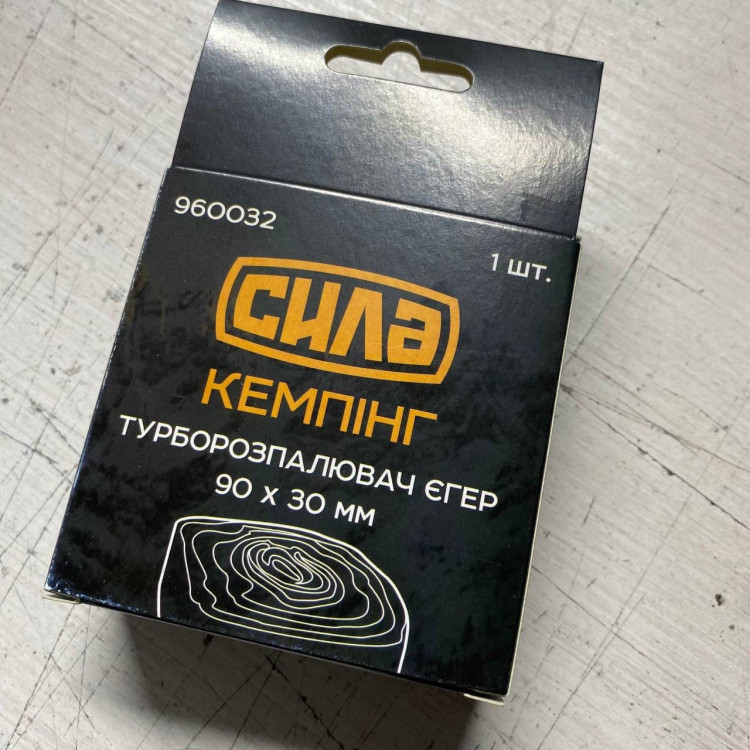 960032
1 шт.
СИЛА
КЕМПІНГ
ТУРБОРОЗПАЛЮВАЧ ЄГЕР
90 х 30 мм